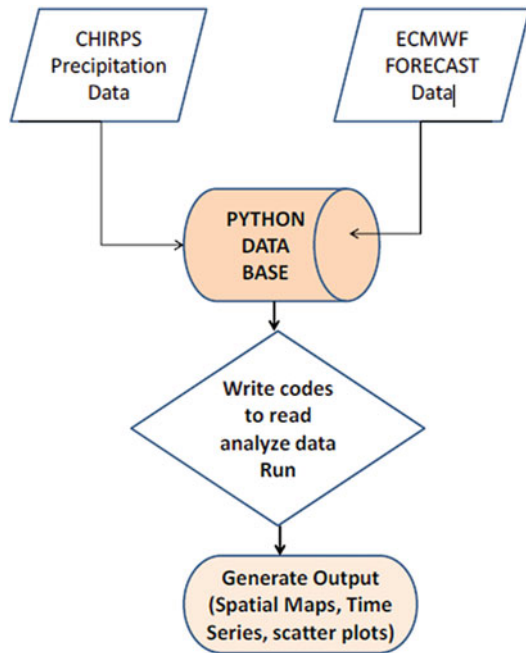 CHIRPS
Precipitation
Data
ECMWF
FORECAST
Data
PYTHON
DATA
BASE
Write codes
to read
analyze data
Run
Generate Output
(Spatial Maps, Time
Series, scatter plots)